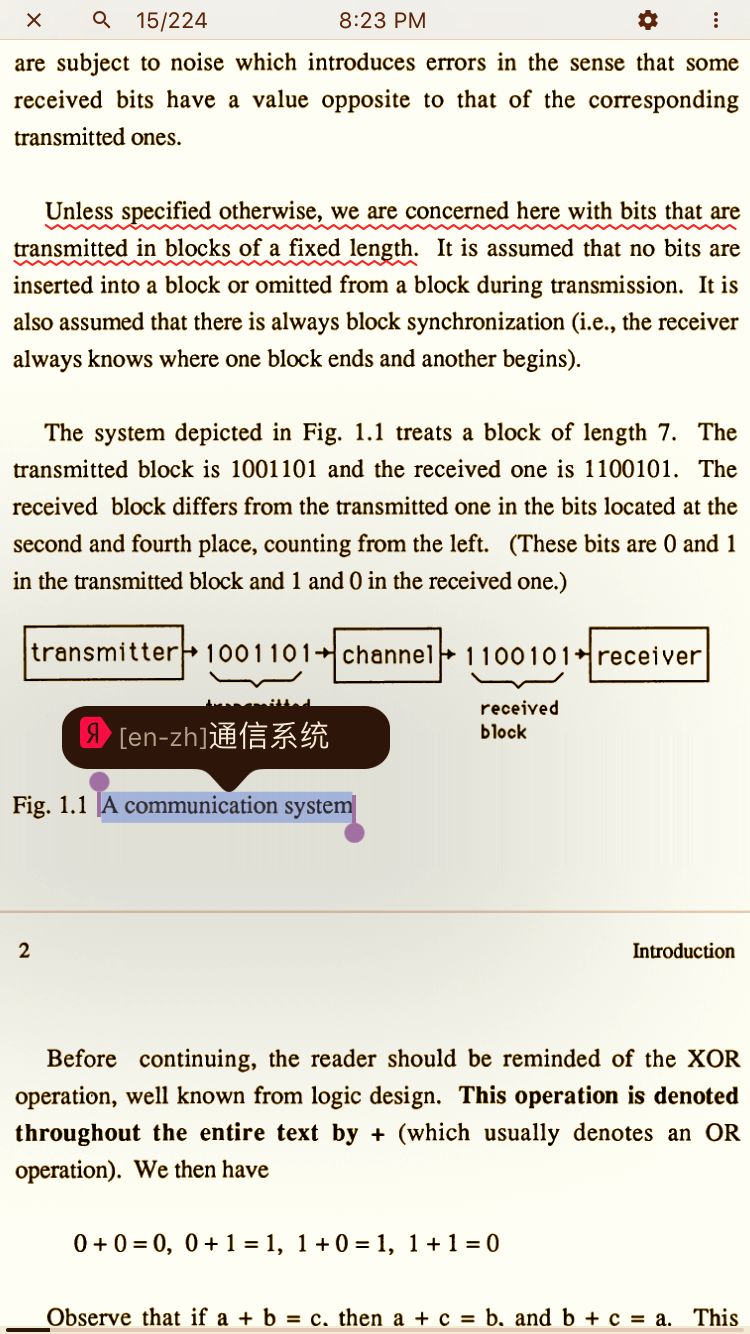 15/224
8:23 PM
are subject to noise which introduces errors in the sense that some
received bits have a value opposite to that of the corresponding
transmitted ones.
Unless specified otherwise, we are concerned here with bits that are
transmitted in blocks of a fixed length. It is assumed that no bits are
inserted into a block or omitted from a block during transmission. It is
also assumed that there is always block synchronization (i.e., the receiver
always knows where one block ends and another begins).
The system depicted in Fig. 1.1 treats a block of length 7. The
transmitted block is 1001101 and the received one is 1100101. The
received block differs from the transmitted one in the bits located at the
second and fourth place, counting from the left. (These bits are 0 and 1
in the transmitted block and 1 and 0 in the received one.)
transmitter 1001101 channel 1100101 receiver
received
block
Я [en-zh]通信系统
Fig. 1.1 A communication system
2 Introduction
Before continuing, the reader should be reminded of the XOR
operation, well known from logic design. This operation is denoted
throughout the entire text by + (which usually denotes an OR
operation). We then have
0 + 0 = 0, 0 + 1 = 1, 1 + 0 = 1, 1 + 1 = 0
Observe that if a + b = c, then a + c = b, and b + c = a. This